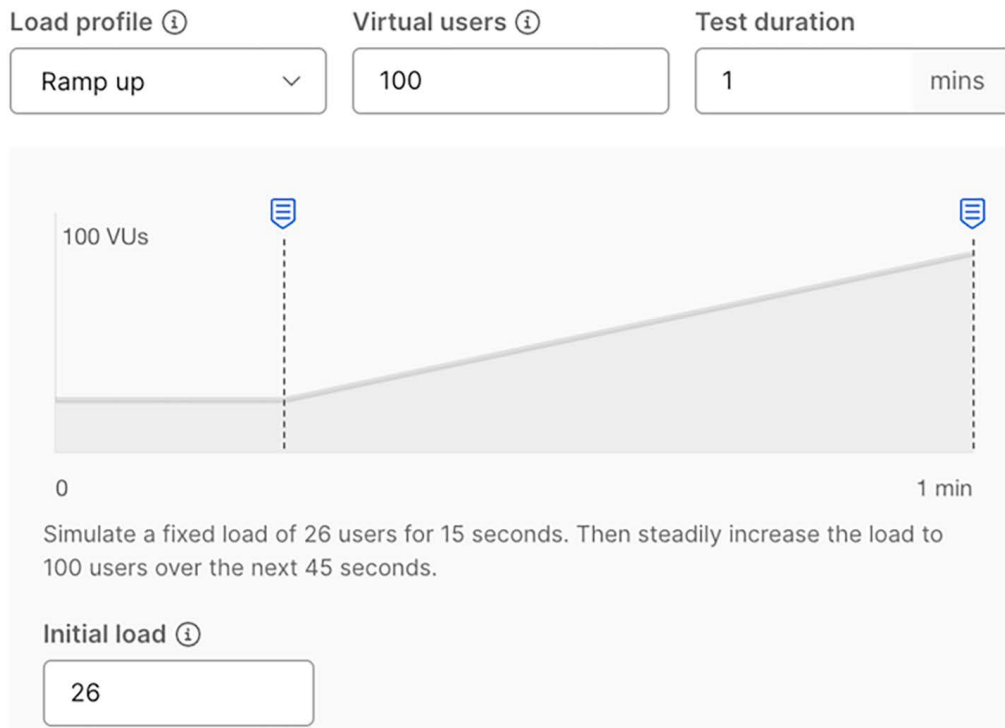 Load profile
Virtual users
Test duration
Ramp up
100
1
mins
100 VUs
0
1 min
Simulate a fixed load of 26 users for 15 seconds. Then steadily increase the load to
100 users over the next 45 seconds.
Initial load
26